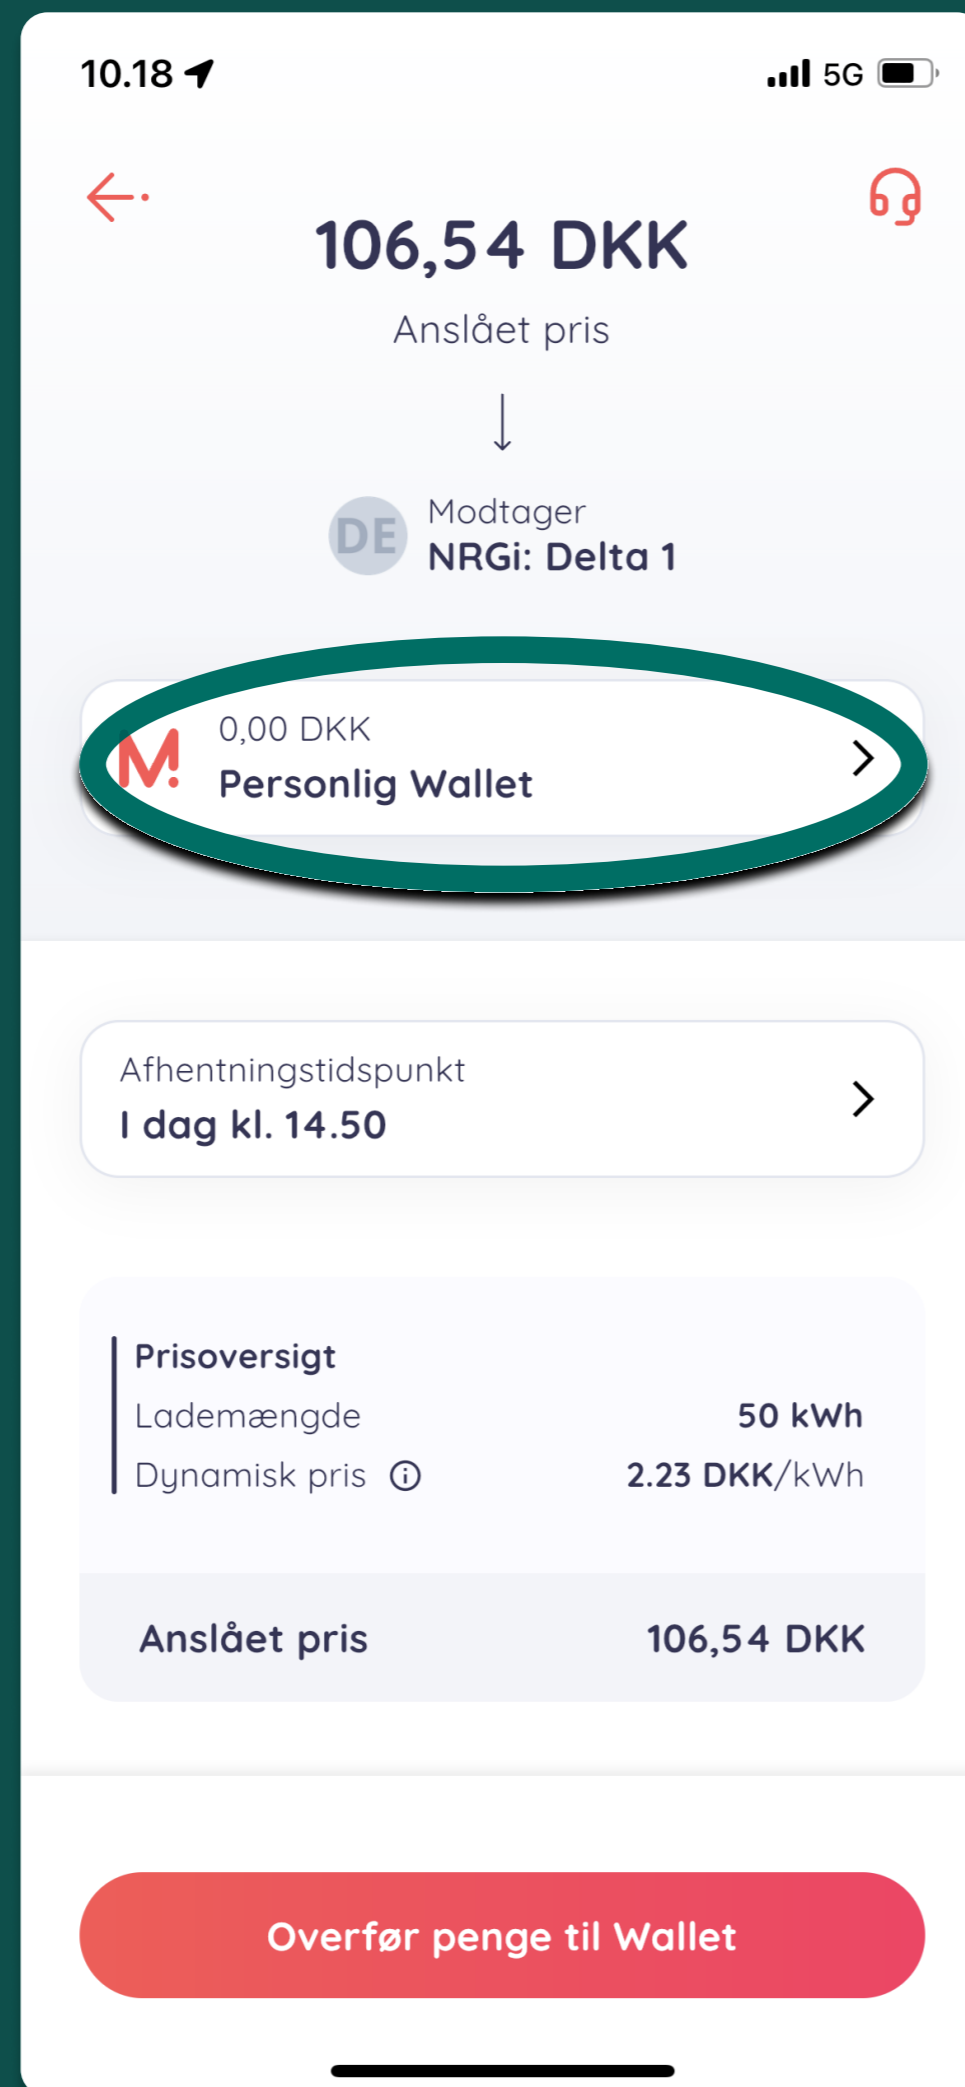 10.18
5G
106,54 DKK
Anslået pris
DE
Modtager
NRGi: Delta 1
M.
0,00 DKK
Personlig Wallet
Afhentningstidspunkt
I dag kl. 14.50
Prisoversigt
Lademængde 50 kWh
Dynamisk pris 2.23 DKK/kWh
Anslået pris 106,54 DKK
Overfør penge til Wallet